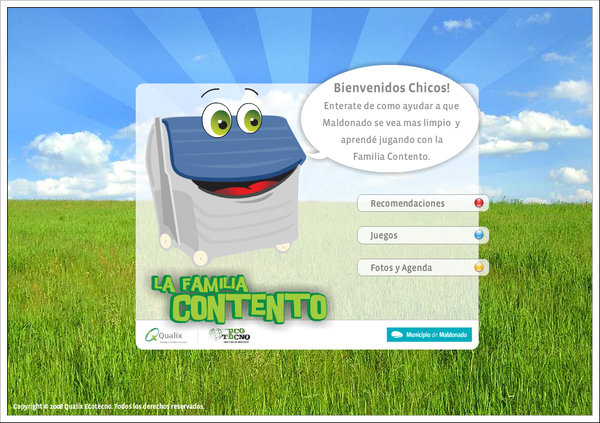 Bienvenidos Chicos!
Enterate de como ayudar a que
Maldonado se vea mas limpio y
aprendé jugando con la
Familia Contento.
Recomendaciones
Juegos
Fotos y Agenda
LA FAMILIA
CONTENTO
Qualix
ECO
TECNO
Municipio de Maldonado
Copyright © 2008 Qualix Ecotecno. Todos los derechos reservados.